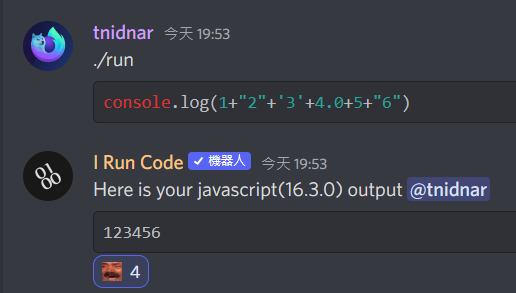 tnidnar 今天 19:53
./run
console.log(1+"2"+'3'+4.0+5+"6")
I Run Code ✓ 機器人 今天 19:53
Here is your javascript(16.3.0) output @tnidnar
123456
4